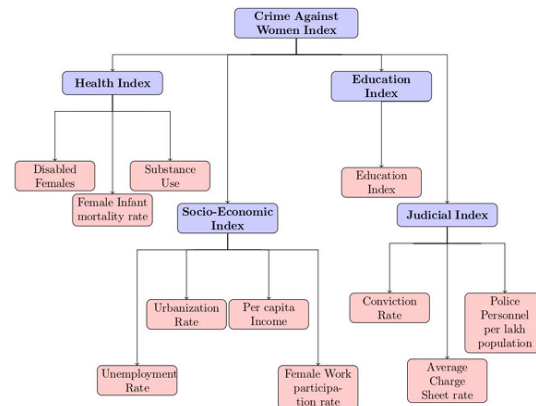 Crime Against
Women Index
Health Index
Education
Index
Disabled
Females
Substance
Use
Female Infant
mortality rate
Education
Index
Socio-Economic
Index
Judicial Index
Urbanization
Rate
Per capita
Income
Conviction
Rate
Police
Personnel
per lakh
population
Unemployment
Rate
Female Work
participa-
tion rate
Average
Charge
Sheet rate